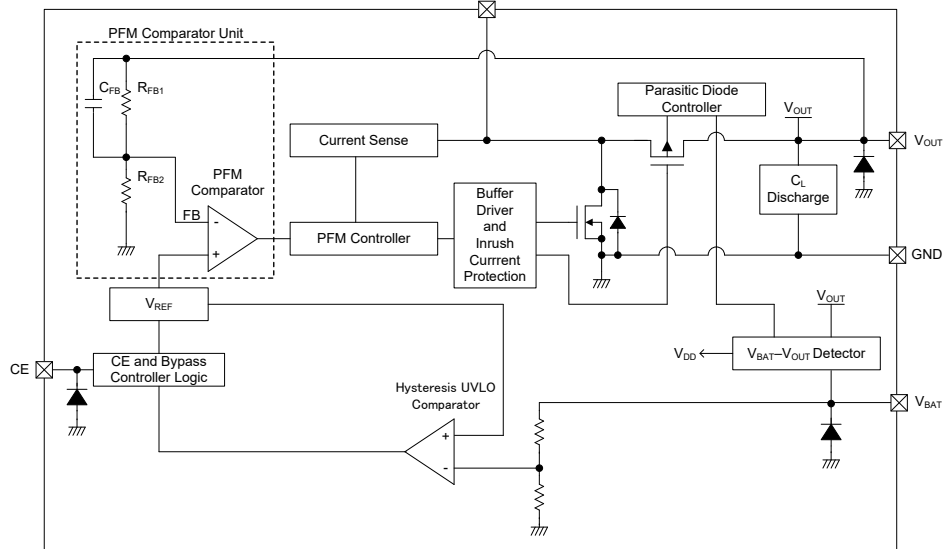 PFM Comparator Unit
CFB
RFB1
RFB2
FB
PFM
Comparator
-
+
Current Sense
PFM Controller
Buffer
Driver
and
Inrush
Currrent
Protection
Parasitic Diode
Controller
VOUT
VOUT
CL
Discharge
GND
VREF
CE
CE and Bypass
Controller Logic
Hysteresis UVLO
Comparator
+
-
VOUT
VDD
VBAT–VOUT Detector
VBAT